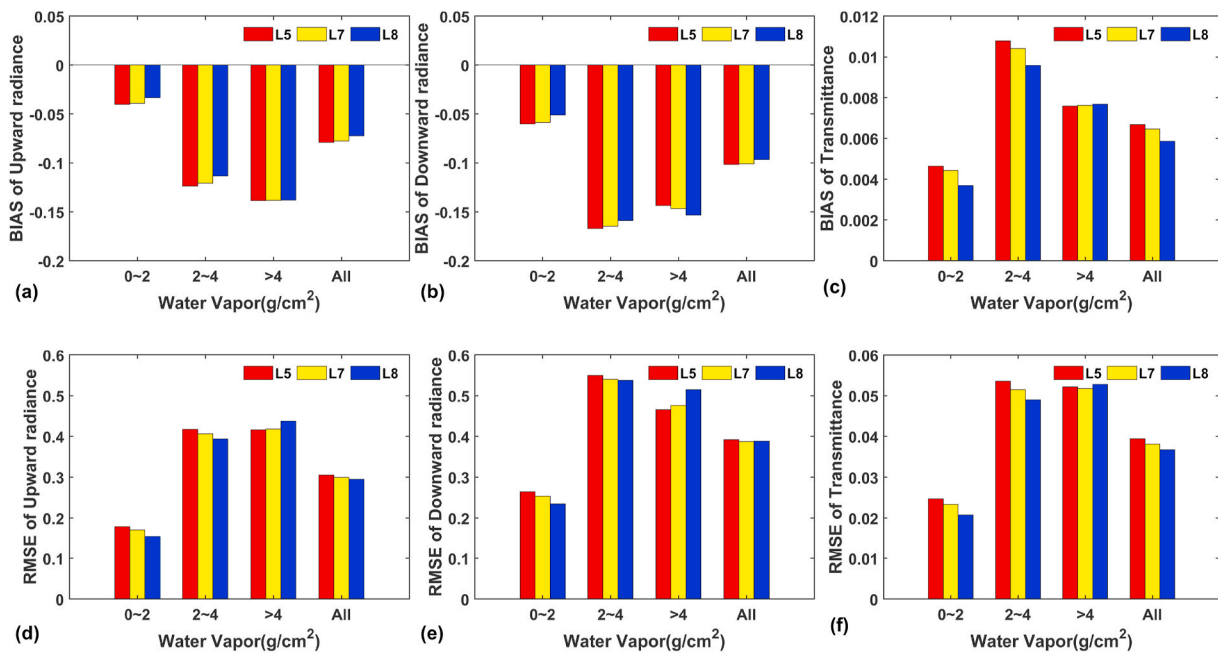 BIAS of Upward radiance
0.05
0
-0.05
-0.1
-0.15
-0.2
L5 L7 L8
0~2 2~4 >4 All
Water Vapor(g/cm²)
(a)
BIAS of Downward radiance
0.05
0
-0.05
-0.1
-0.15
-0.2
L5 L7 L8
0~2 2~4 >4 All
Water Vapor(g/cm²)
(b)
BIAS of Transmittance
0.012
0.01
0.008
0.006
0.004
0.002
0
L5 L7 L8
0~2 2~4 >4 All
Water Vapor(g/cm²)
(c)
RMSE of Upward radiance
0.6
0.5
0.4
0.3
0.2
0.1
0
L5 L7 L8
0~2 2~4 >4 All
Water Vapor(g/cm²)
(d)
RMSE of Downward radiance
0.6
0.5
0.4
0.3
0.2
0.1
0
L5 L7 L8
0~2 2~4 >4 All
Water Vapor(g/cm²)
(e)
RMSE of Transmittance
0.06
0.05
0.04
0.03
0.02
0.01
0
L5 L7 L8
0~2 2~4 >4 All
Water Vapor(g/cm²)
(f)